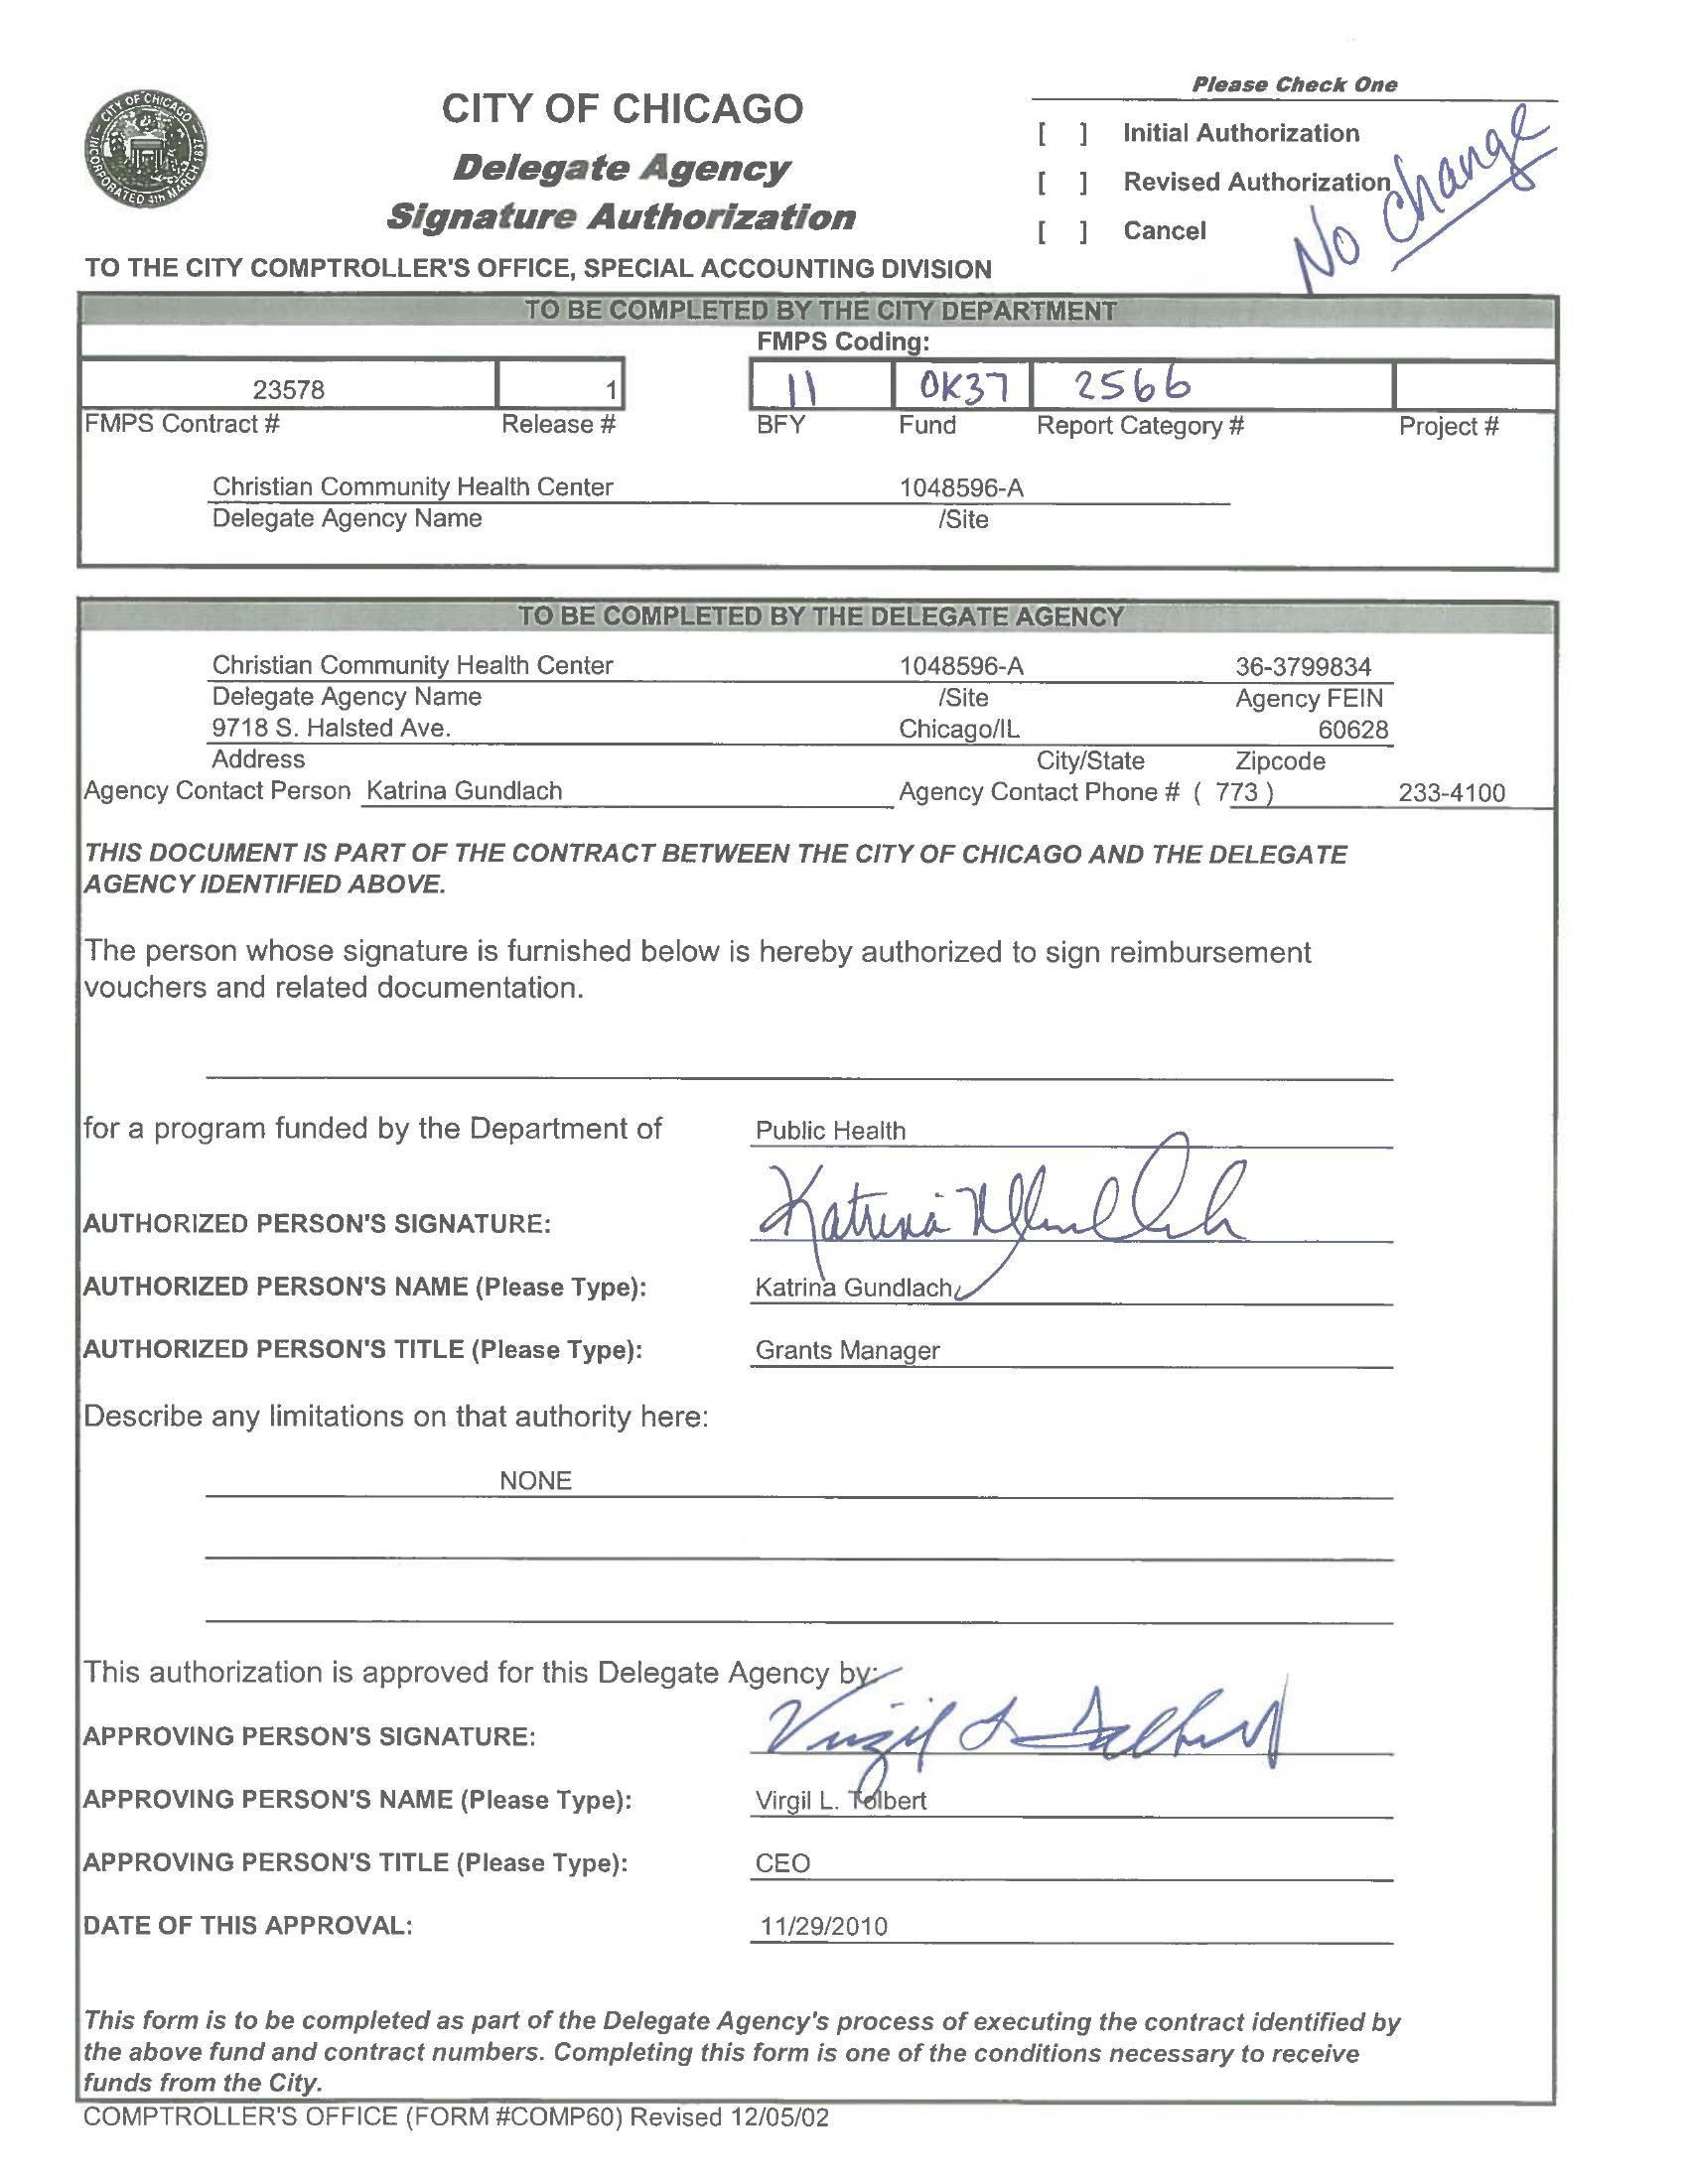 CITY OF CHICAGO - INCORPORATED 4th MARCH 1837
CITY OF CHICAGO
Delegate Agency
Signature Authorization
Please Check One
[ ] Initial Authorization
[ ] Revised Authorization
[ ] Cancel
No change
TO THE CITY COMPTROLLER'S OFFICE, SPECIAL ACCOUNTING DIVISION
TO BE COMPLETED BY THE CITY DEPARTMENT
FMPS Coding:
23578 1 11 0K37 2566
FMPS Contract # Release # BFY Fund Report Category # Project #
Christian Community Health Center 1048596-A
Delegate Agency Name /Site
TO BE COMPLETED BY THE DELEGATE AGENCY
Christian Community Health Center 1048596-A 36-3799834
Delegate Agency Name /Site Agency FEIN
9718 S. Halsted Ave. Chicago/IL 60628
Address City/State Zipcode
Agency Contact Person Katrina Gundlach Agency Contact Phone # ( 773 ) 233-4100
THIS DOCUMENT IS PART OF THE CONTRACT BETWEEN THE CITY OF CHICAGO AND THE DELEGATE
AGENCY IDENTIFIED ABOVE.
The person whose signature is furnished below is hereby authorized to sign reimbursement
vouchers and related documentation.
for a program funded by the Department of Public Health
AUTHORIZED PERSON'S SIGNATURE: Katrina
AUTHORIZED PERSON'S NAME (Please Type): Katrina Gundlach
AUTHORIZED PERSON'S TITLE (Please Type): Grants Manager
Describe any limitations on that authority here:
NONE
This authorization is approved for this Delegate Agency by:
APPROVING PERSON'S SIGNATURE: Virgil L Tolbert
APPROVING PERSON'S NAME (Please Type): Virgil L. Tolbert
APPROVING PERSON'S TITLE (Please Type): CEO
DATE OF THIS APPROVAL: 11/29/2010
This form is to be completed as part of the Delegate Agency's process of executing the contract identified by
the above fund and contract numbers. Completing this form is one of the conditions necessary to receive
funds from the City.
COMPTROLLER'S OFFICE (FORM #COMP60) Revised 12/05/02